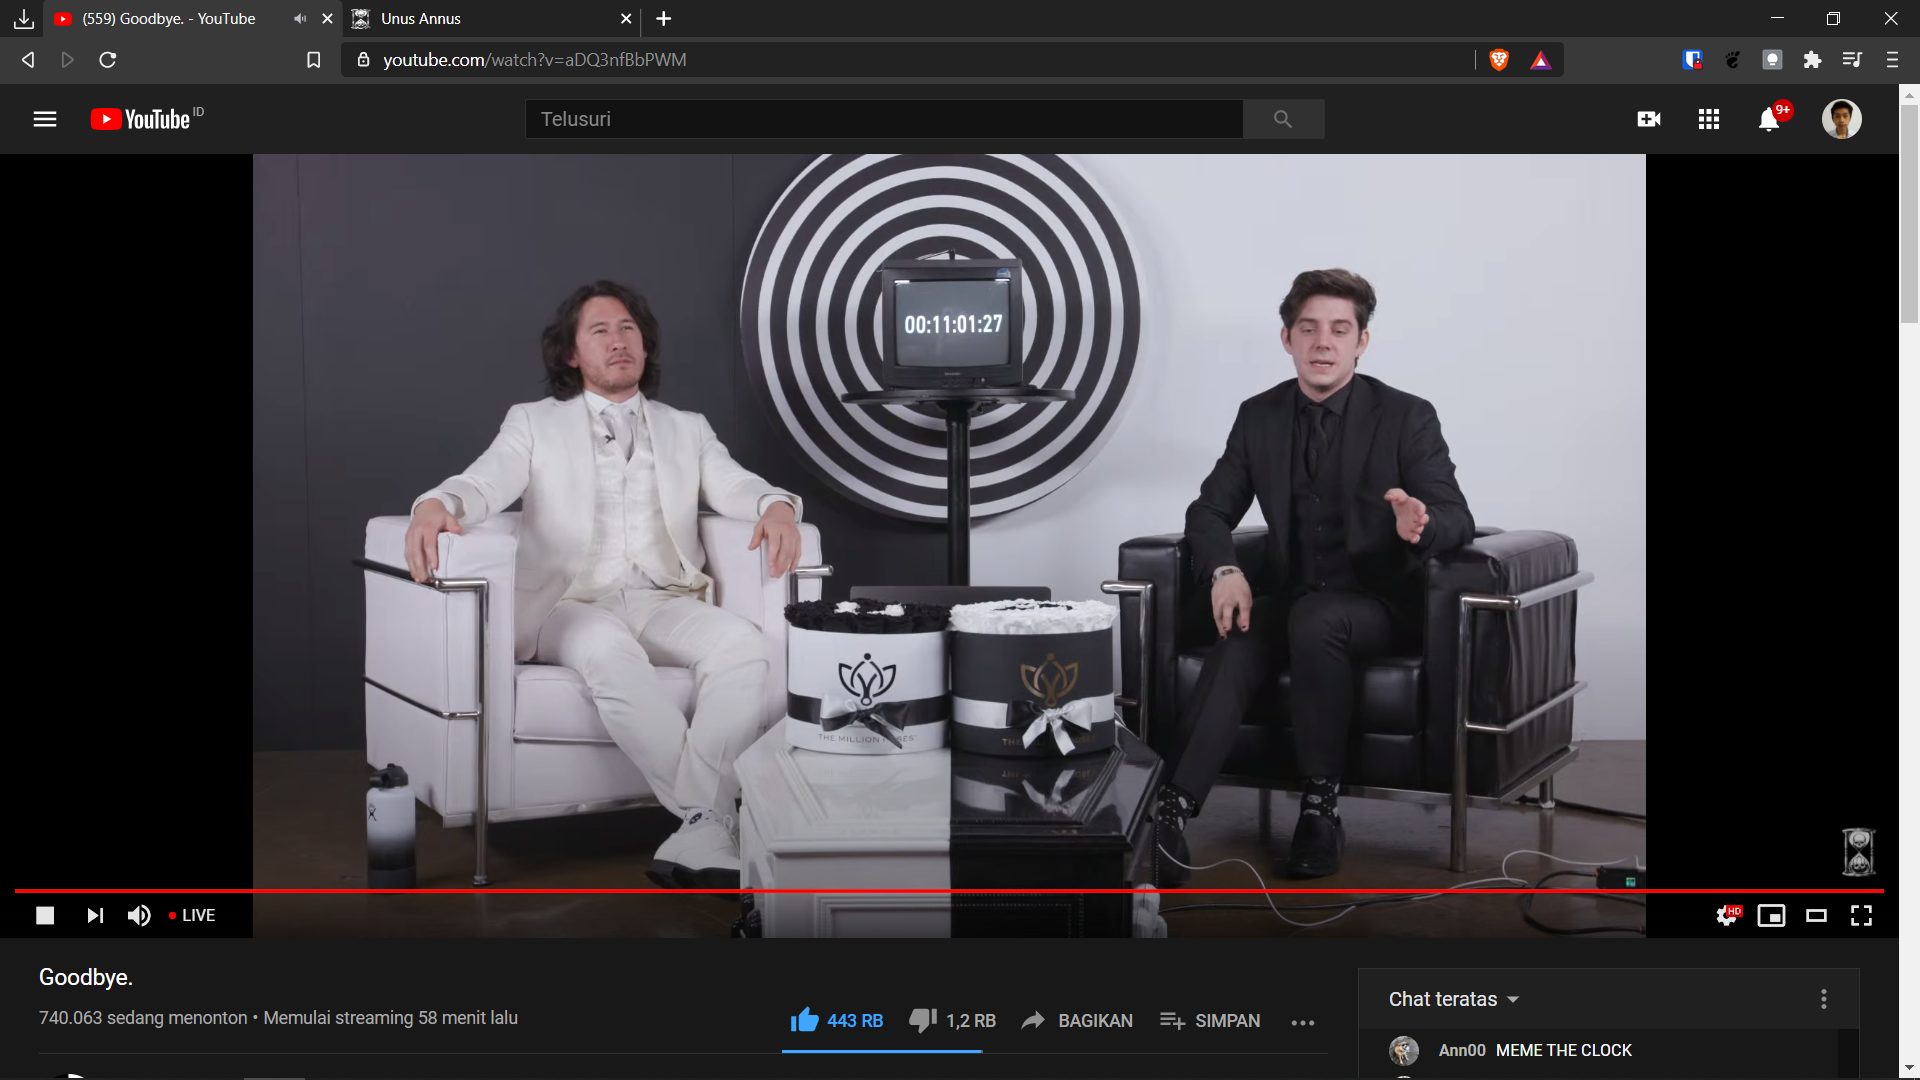 (559) Goodbye. - YouTube
Unus Annus
youtube.com/watch?v=aDQ3nfBbPWM
YouTube ID
Telusuri
9+
00:11:01:27
THE MILLION
THE
LIVE
HD
Goodbye.
740.063 sedang menonton • Memulai streaming 58 menit lalu
443 RB
1,2 RB
BAGIKAN
SIMPAN
Chat teratas
Ann00 MEME THE CLOCK